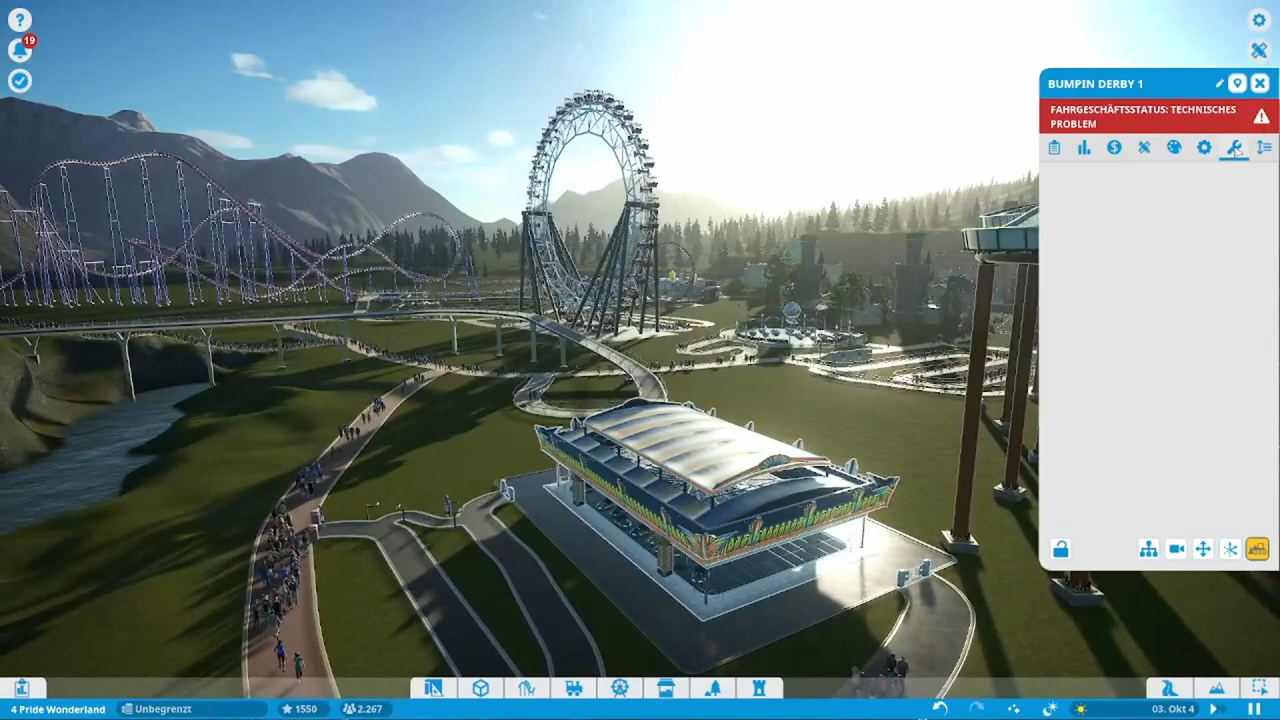 ?
19
BUMPIN DERBY 1
FAHRGESCHÄFTSSTATUS: TECHNISCHES
PROBLEM
4 Pride Wonderland
Unbegrenzt
1550
2.267
03. Okt 4